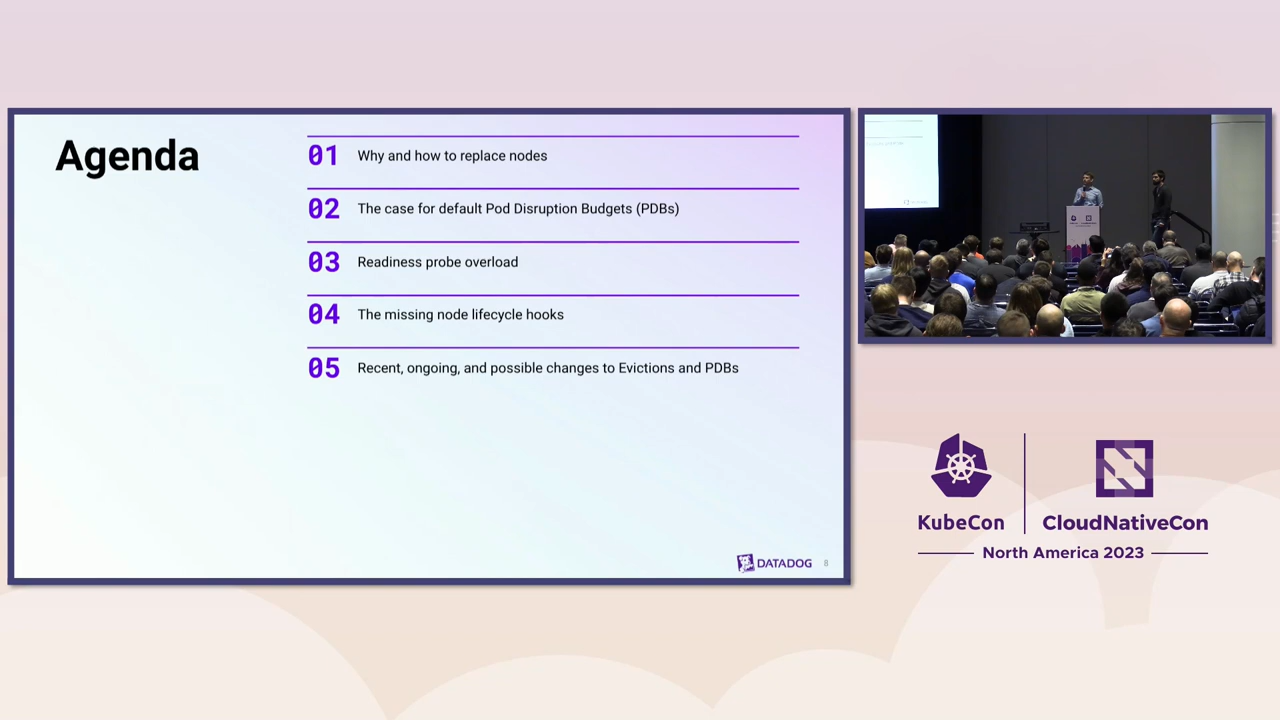 Agenda
01 Why and how to replace nodes
02 The case for default Pod Disruption Budgets (PDBs)
03 Readiness probe overload
04 The missing node lifecycle hooks
05 Recent, ongoing, and possible changes to Evictions and PDBs
DATADOG 8
KubeCon CloudNativeCon
North America 2023